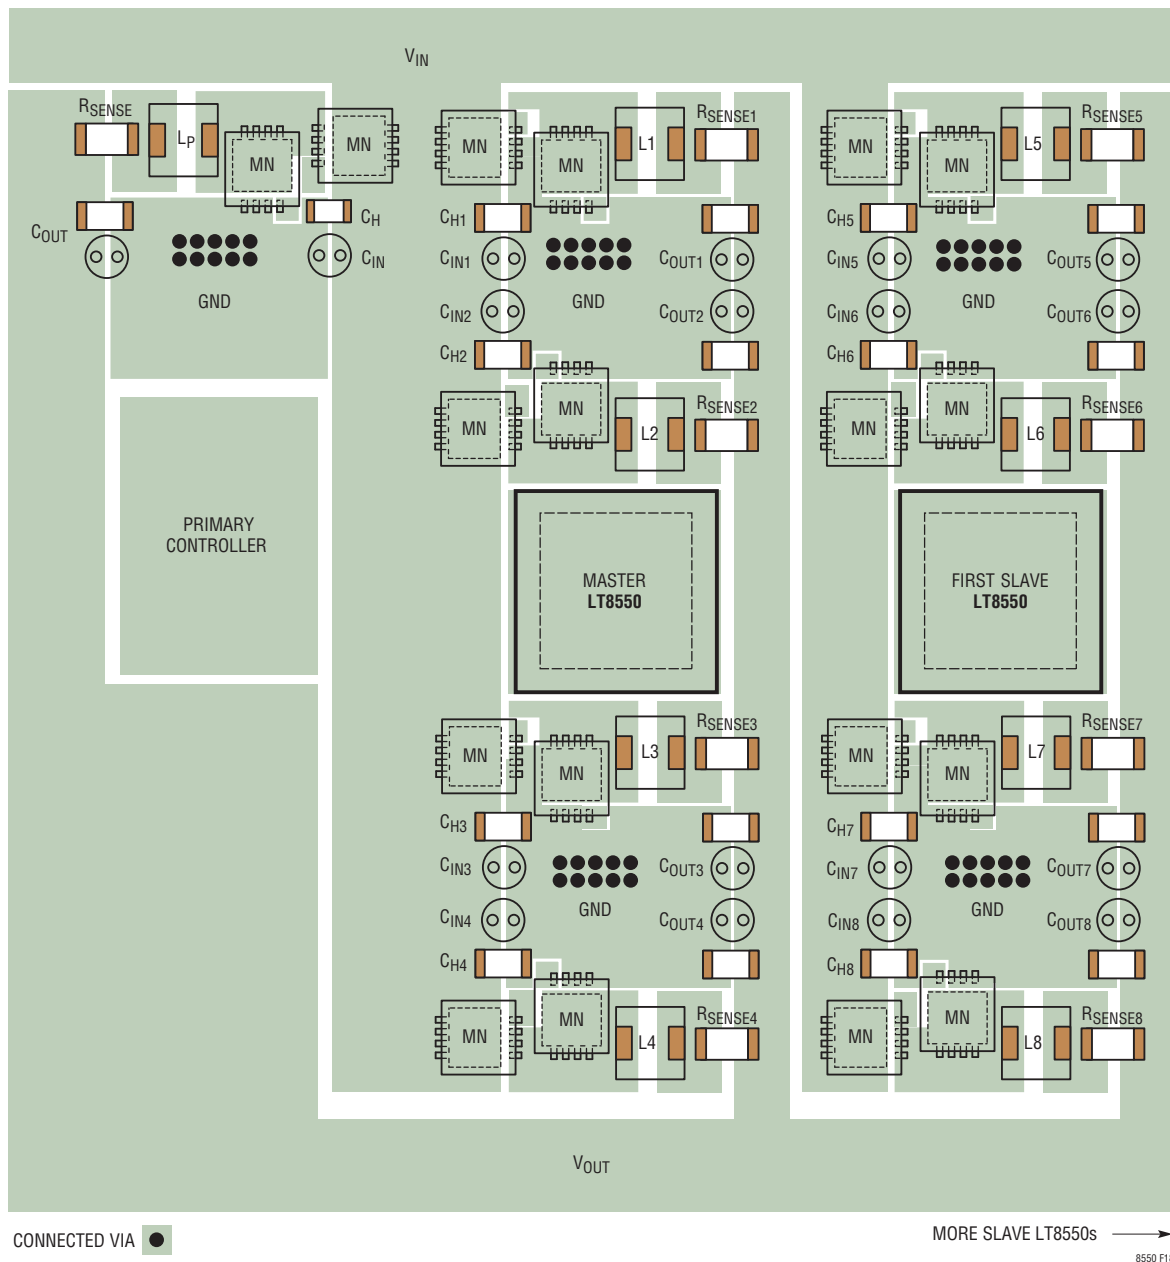 VIN
RSENSE
LP
MN
MN
COUT
CH
CIN
GND
PRIMARY
CONTROLLER
MN
MN
L1
RSENSE1
CH1
CIN1
COUT1
GND
CIN2
COUT2
CH2
MN
MN
L2
RSENSE2
MASTER
LT8550
MN
MN
L3
RSENSE3
CH3
CIN3
COUT3
GND
CIN4
COUT4
CH4
MN
MN
L4
RSENSE4
MN
MN
L5
RSENSE5
CH5
CIN5
COUT5
GND
CIN6
COUT6
CH6
MN
MN
L6
RSENSE6
FIRST SLAVE
LT8550
MN
MN
L7
RSENSE7
CH7
CIN7
COUT7
GND
CIN8
COUT8
CH8
MN
MN
L8
RSENSE8
VOUT
CONNECTED VIA
MORE SLAVE LT8550s
8550 F18